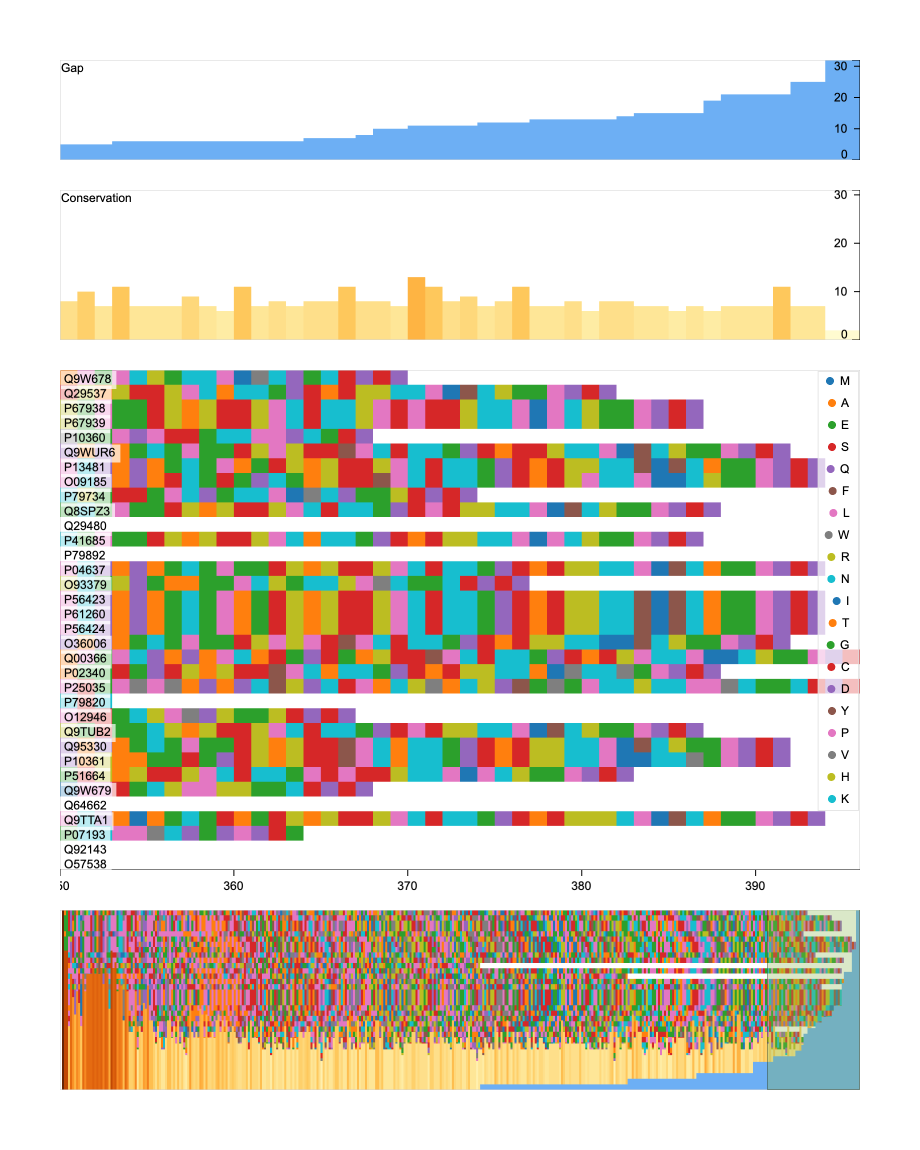 Gap
30
20
10
0
Conservation
30
20
10
0
Q9W678
Q29537
P67938
P67939
P10360
Q9WUR6
P13481
O09185
P79734
Q8SPZ3
Q29480
P41685
P79892
P04637
O93379
P56423
P61260
P56424
O36006
Q00366
P02340
P25035
P79820
O12946
Q9TUB2
Q95330
P10361
P51664
Q9W679
Q64662
Q9TTA1
P07193
Q92143
O57538
M
A
E
S
Q
F
L
W
R
N
I
T
G
C
D
Y
P
V
H
K
360
370
380
390